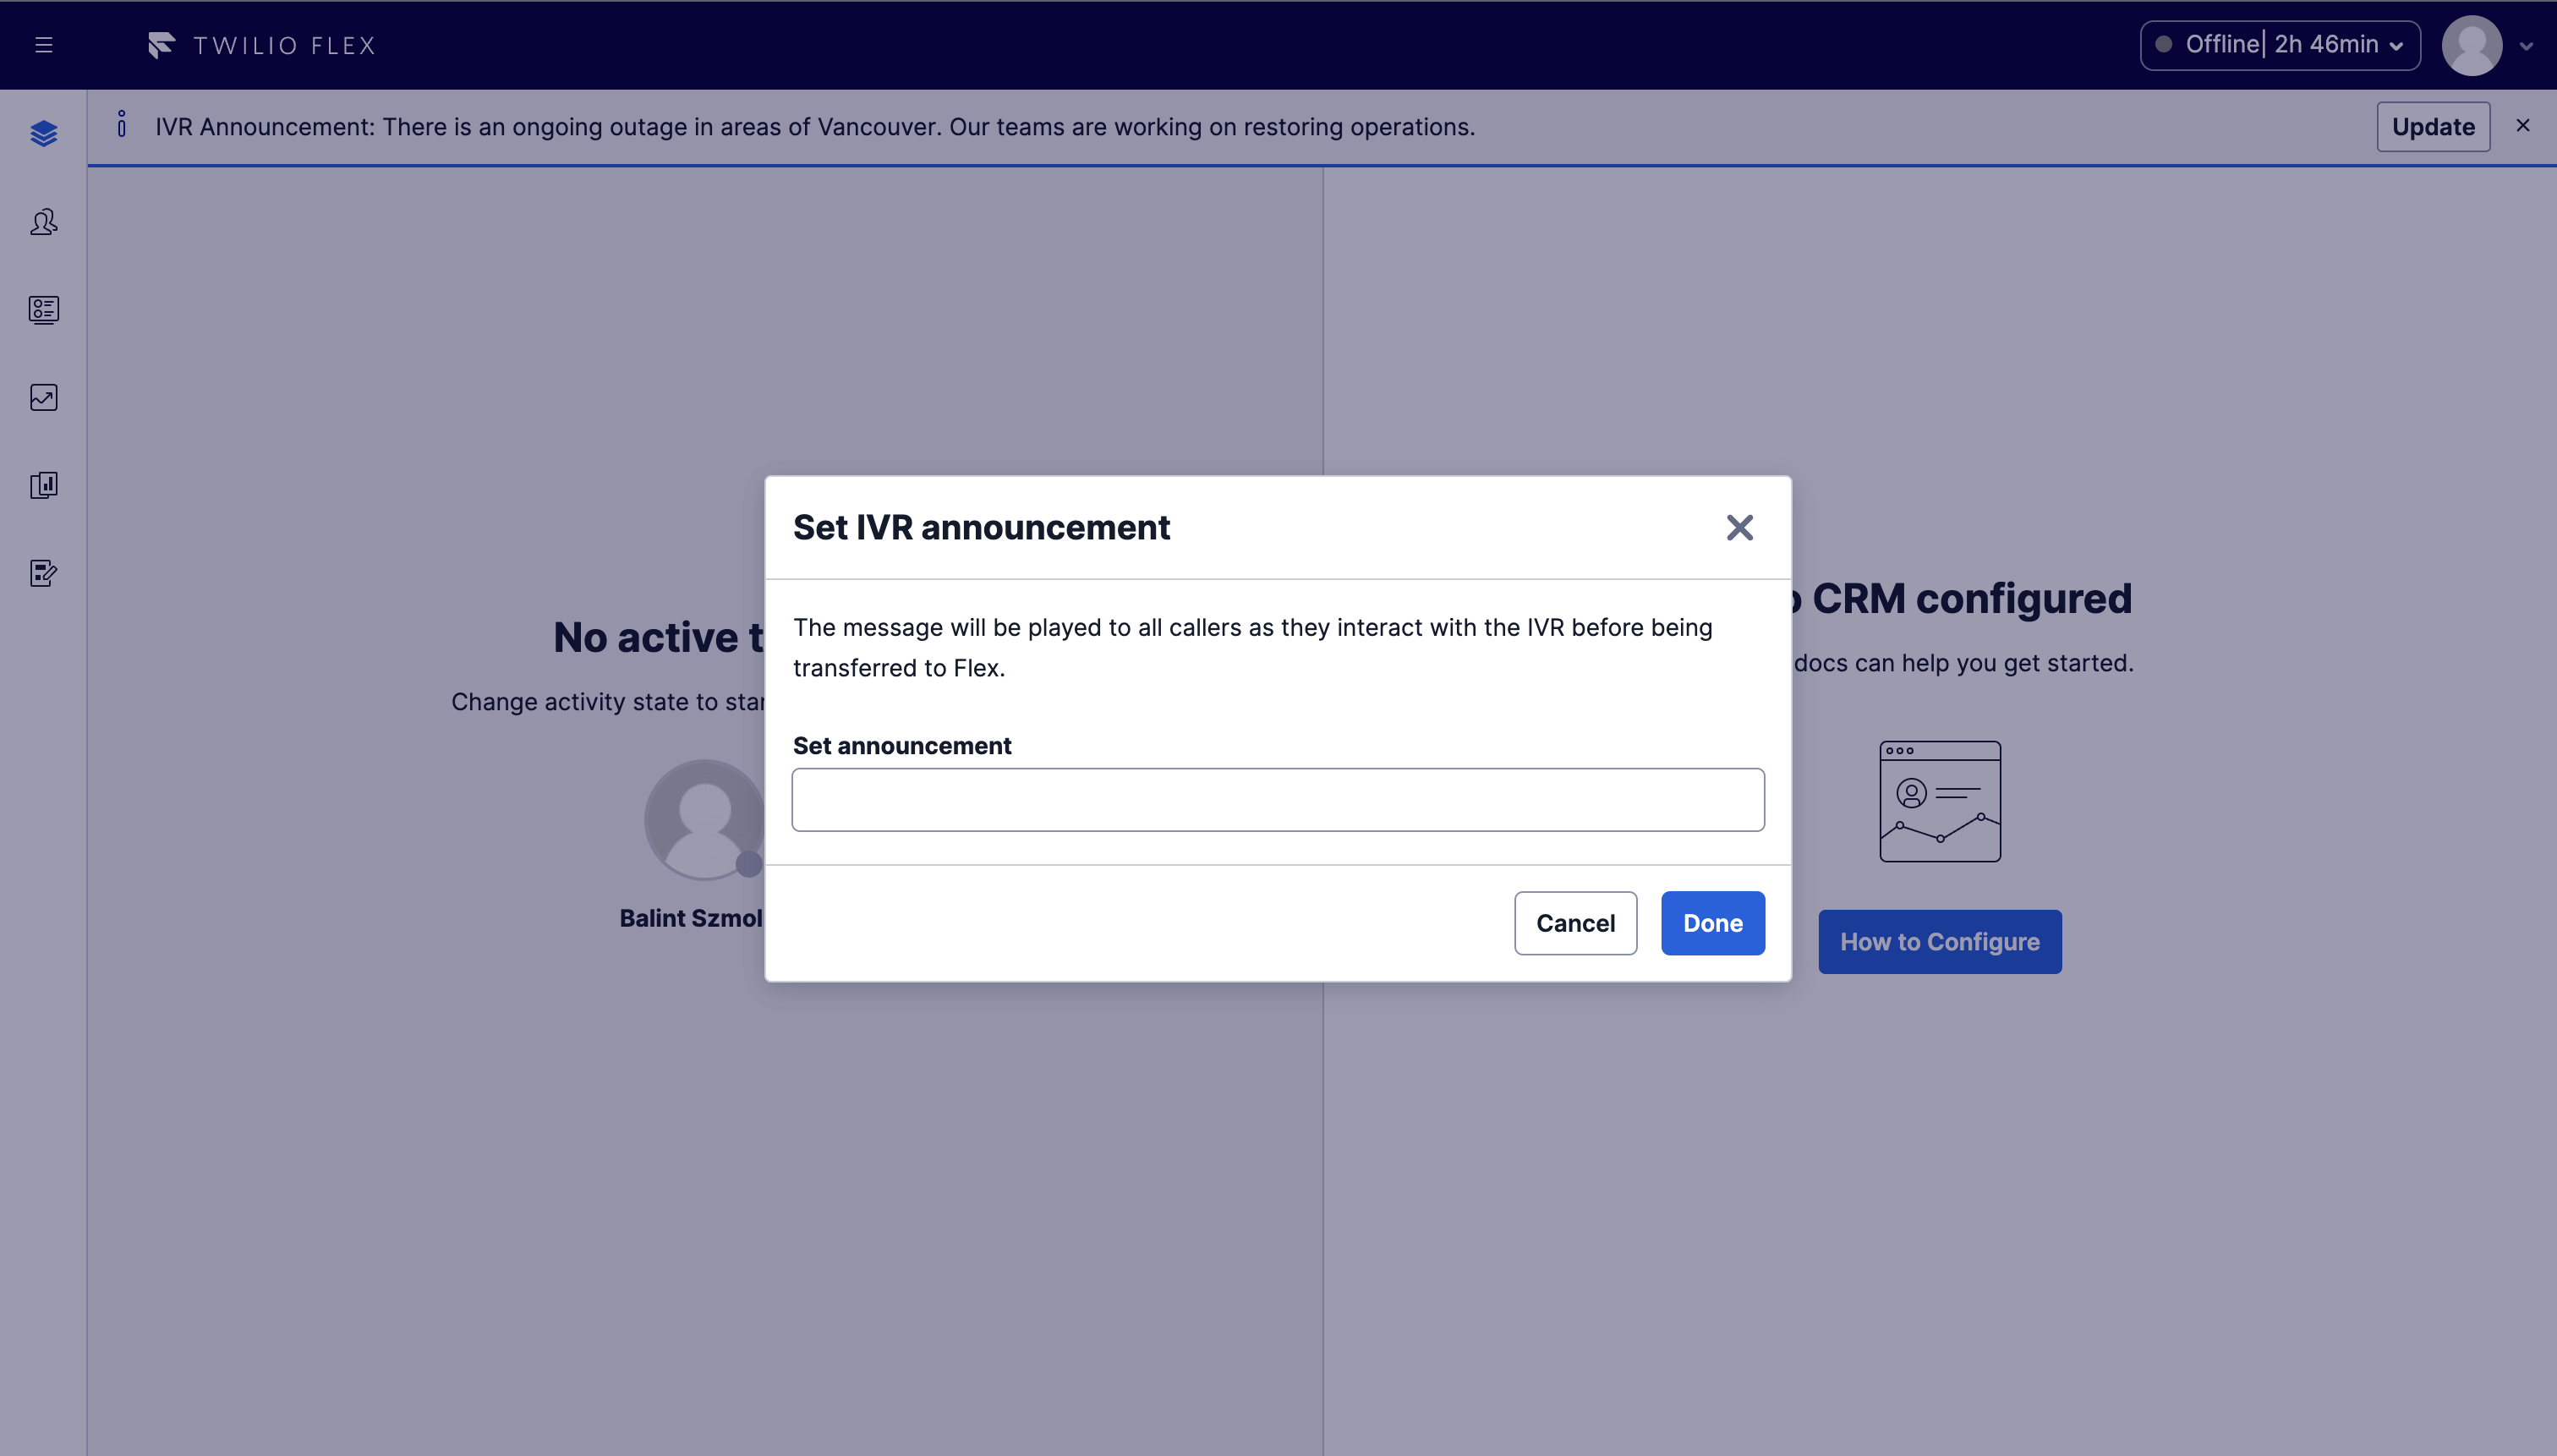 TWILIO FLEX
Offline| 2h 46min
IVR Announcement: There is an ongoing outage in areas of Vancouver. Our teams are working on restoring operations.
Update
Set IVR announcement
The message will be played to all callers as they interact with the IVR before being
transferred to Flex.
Set announcement
Cancel
Done
No active
Change activity state to
Balint
CRM configured
docs can help you get started.
How to Configure